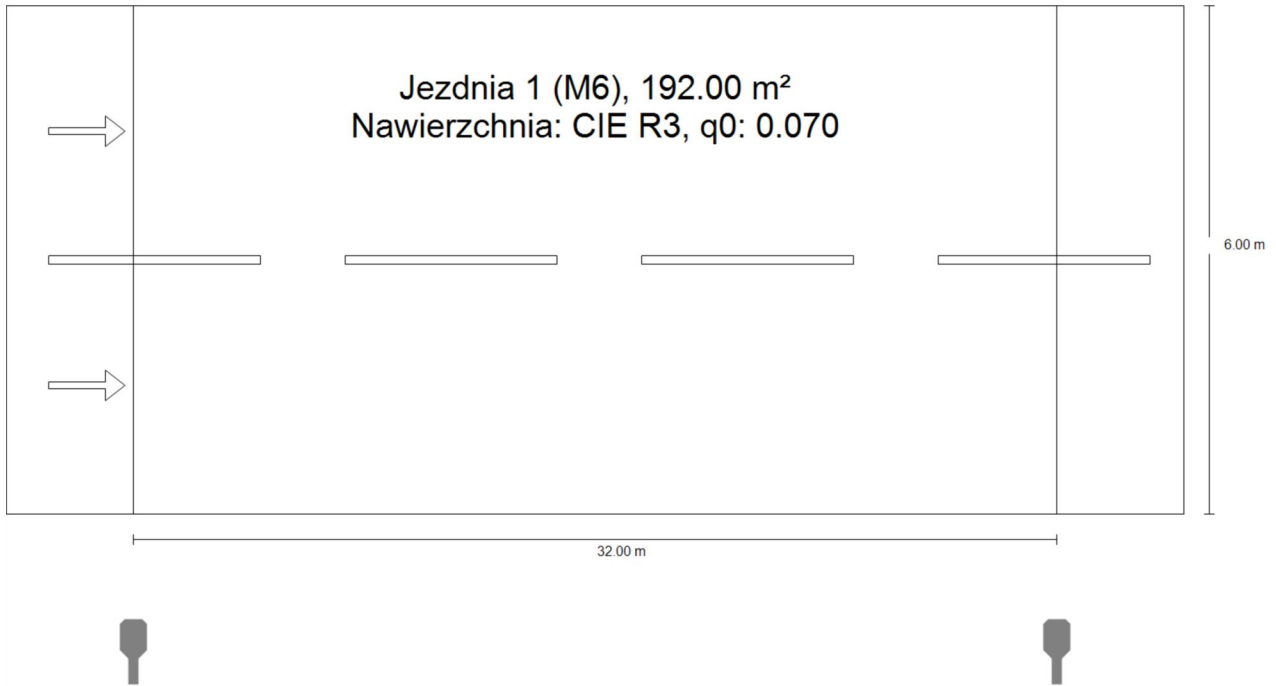 Jezdnia 1 (M6), 192.00 m²
Nawierzchnia: CIE R3, q0: 0.070
6.00 m
32.00 m